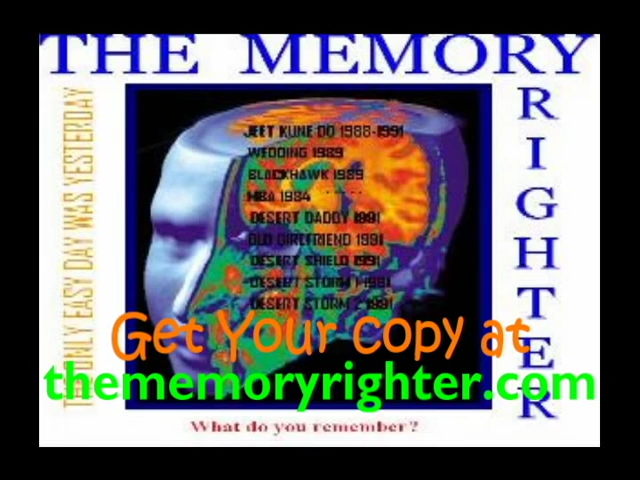 THE MEMORY
RIGHTER
THE ONLY EASY DAY WAS YESTERDAY
JEET KUNE DO 1988-1991
WEDDING 1989
BLACKHAWK 1989
MBA 1984
DESERT DADDY 1991
OLD GIRLFRIEND 1991
DESERT SHIELD 1991
DESERT STORM 1 1991
DESERT STORM 2 1991
Get Your copy at
thememoryrighter.com
What do you remember?